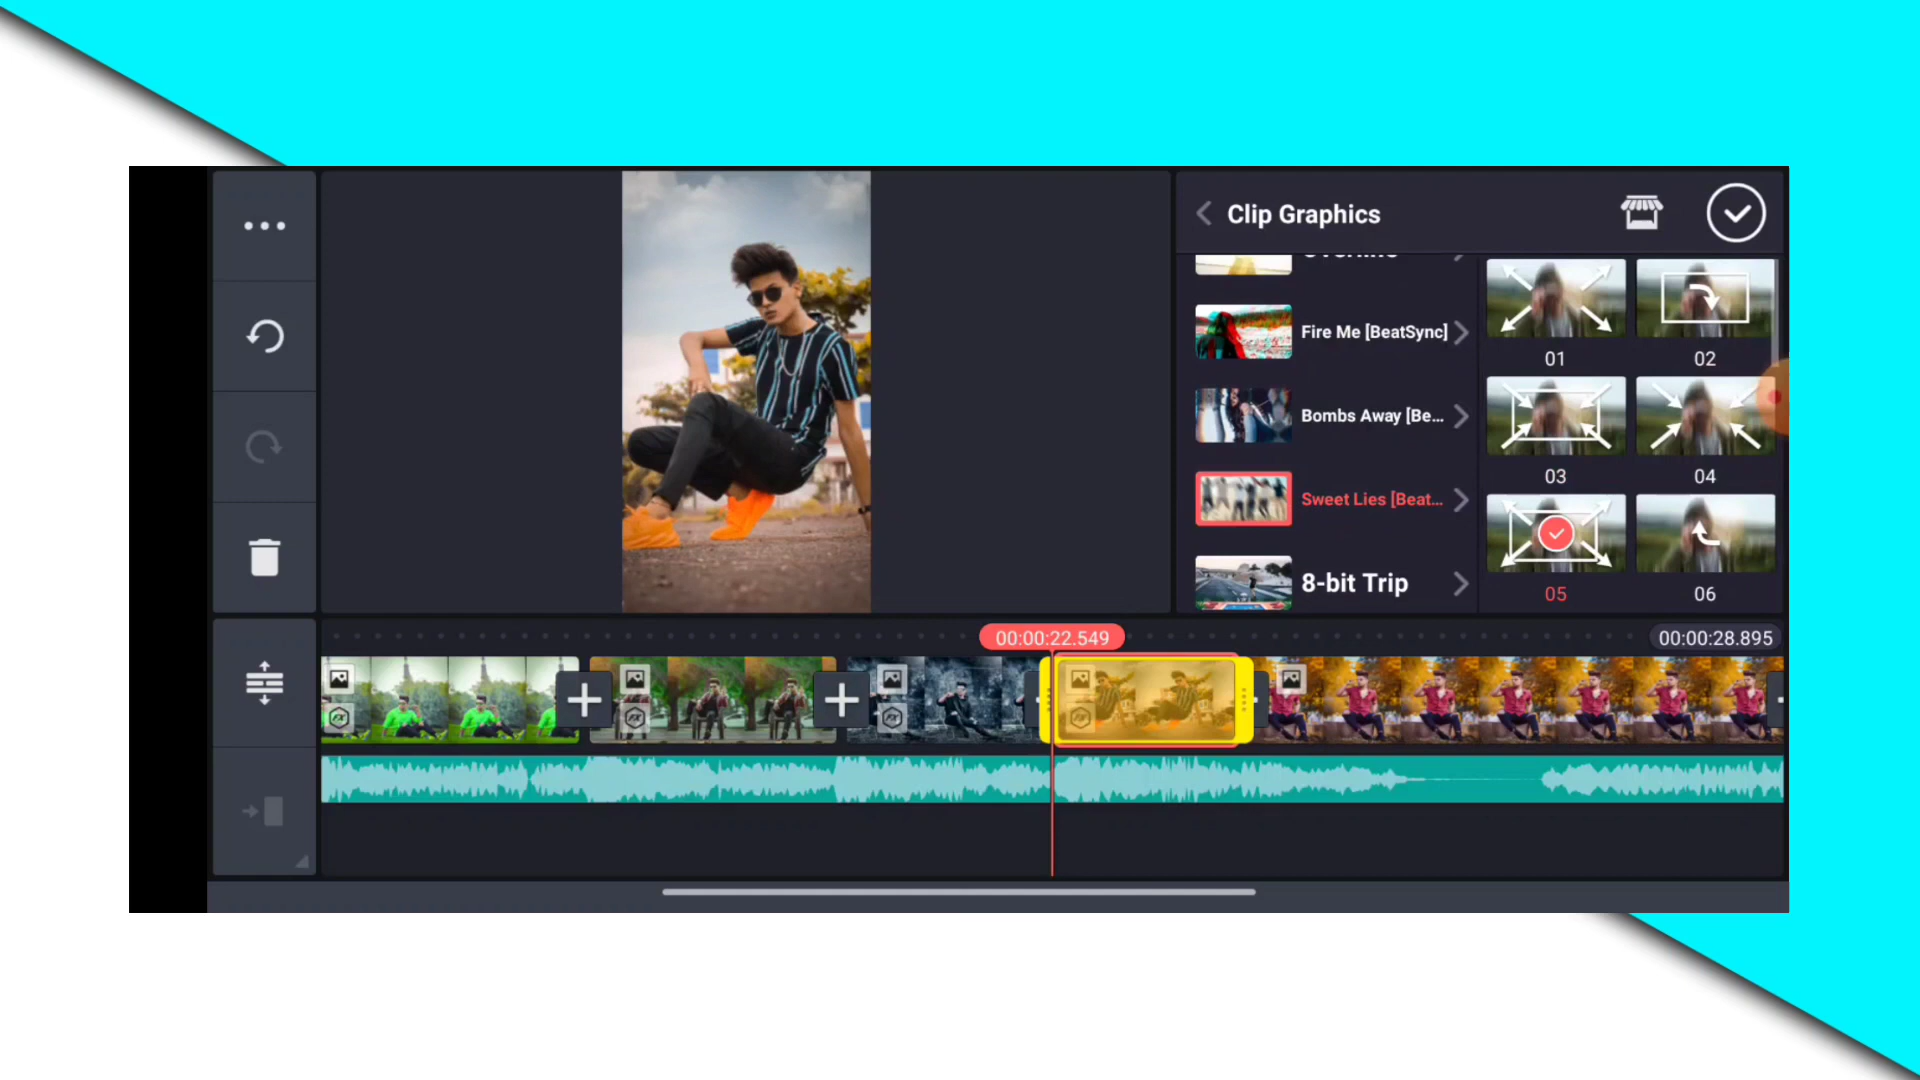 Clip Graphics
Fire Me [BeatSync]
Bombs Away [Be...
Sweet Lies [Beat...
8-bit Trip
01
02
03
04
05
06
00:00:22.549
00:00:28.895